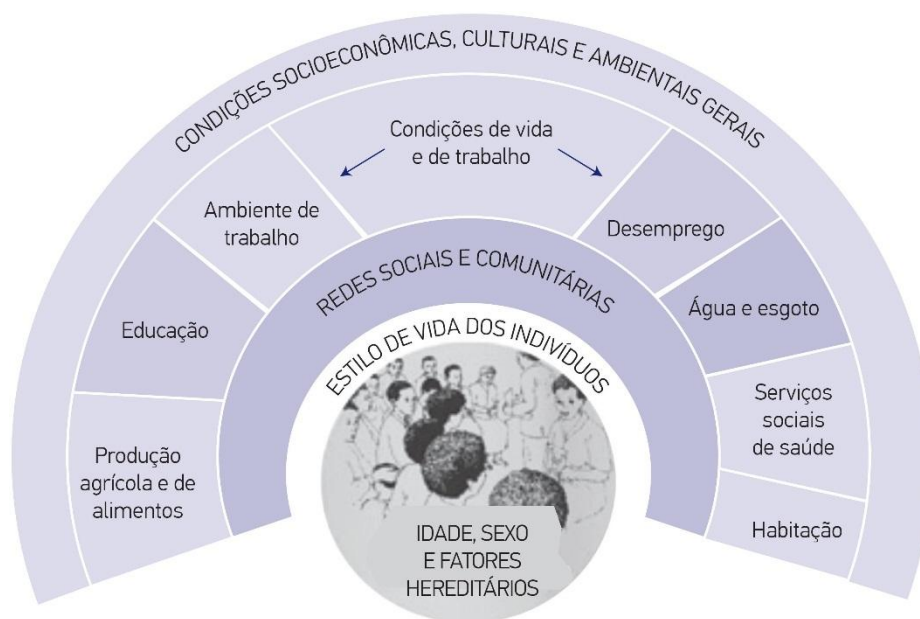 CONDIÇÕES SOCIOECONÔMICAS, CULTURAIS E AMBIENTAIS GERAIS
Condições de vida
e de trabalho
Ambiente de
trabalho
Desemprego
Educação
Água e esgoto
Produção
agrícola e de
alimentos
Serviços
sociais
de saúde
Habitação
REDES SOCIAIS E COMUNITÁRIAS
ESTILO DE VIDA DOS INDIVÍDUOS
IDADE, SEXO
E FATORES
HEREDITÁRIOS